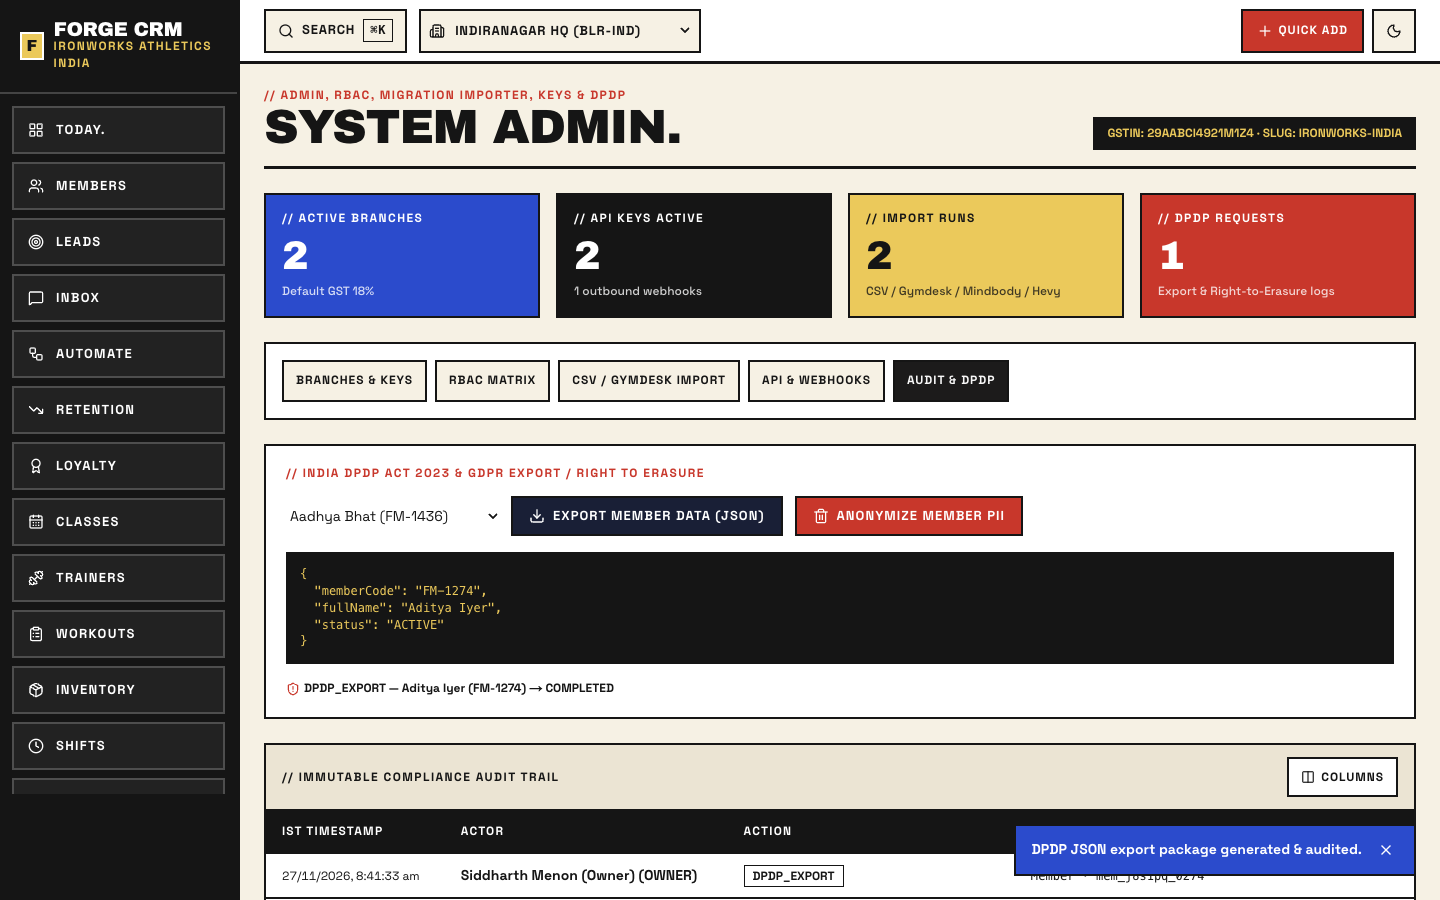 F
FORGE CRM
IRONWORKS ATHLETICS
INDIA
TODAY.
MEMBERS
LEADS
INBOX
AUTOMATE
RETENTION
LOYALTY
CLASSES
TRAINERS
WORKOUTS
INVENTORY
SHIFTS
SEARCH ⌘K
INDIRANAGAR HQ (BLR-IND)
QUICK ADD
// ADMIN, RBAC, MIGRATION IMPORTER, KEYS & DPDP
SYSTEM ADMIN.
GSTIN: 29AABCI4921M1Z4 · SLUG: IRONWORKS-INDIA
// ACTIVE BRANCHES
2
Default GST 18%
// API KEYS ACTIVE
2
1 outbound webhooks
// IMPORT RUNS
2
CSV / Gymdesk / Mindbody / Hevy
// DPDP REQUESTS
1
Export & Right-to-Erasure logs
BRANCHES & KEYS
RBAC MATRIX
CSV / GYMDESK IMPORT
API & WEBHOOKS
AUDIT & DPDP
// INDIA DPDP ACT 2023 & GDPR EXPORT / RIGHT TO ERASURE
Aadhya Bhat (FM-1436)
EXPORT MEMBER DATA (JSON)
ANONYMIZE MEMBER PII
{
"memberCode": "FM-1274",
"fullName": "Aditya Iyer",
"status": "ACTIVE"
}
DPDP_EXPORT — Aditya Iyer (FM-1274) → COMPLETED
// IMMUTABLE COMPLIANCE AUDIT TRAIL
COLUMNS
IST TIMESTAMP
ACTOR
ACTION
27/11/2026, 8:41:33 am
Siddharth Menon (Owner) (OWNER)
DPDP_EXPORT
DPDP JSON export package generated & audited.